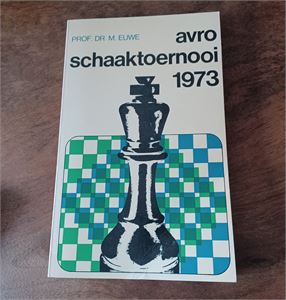 PROF. DR. M. EUWE
avro
schaaktoernooi
1973